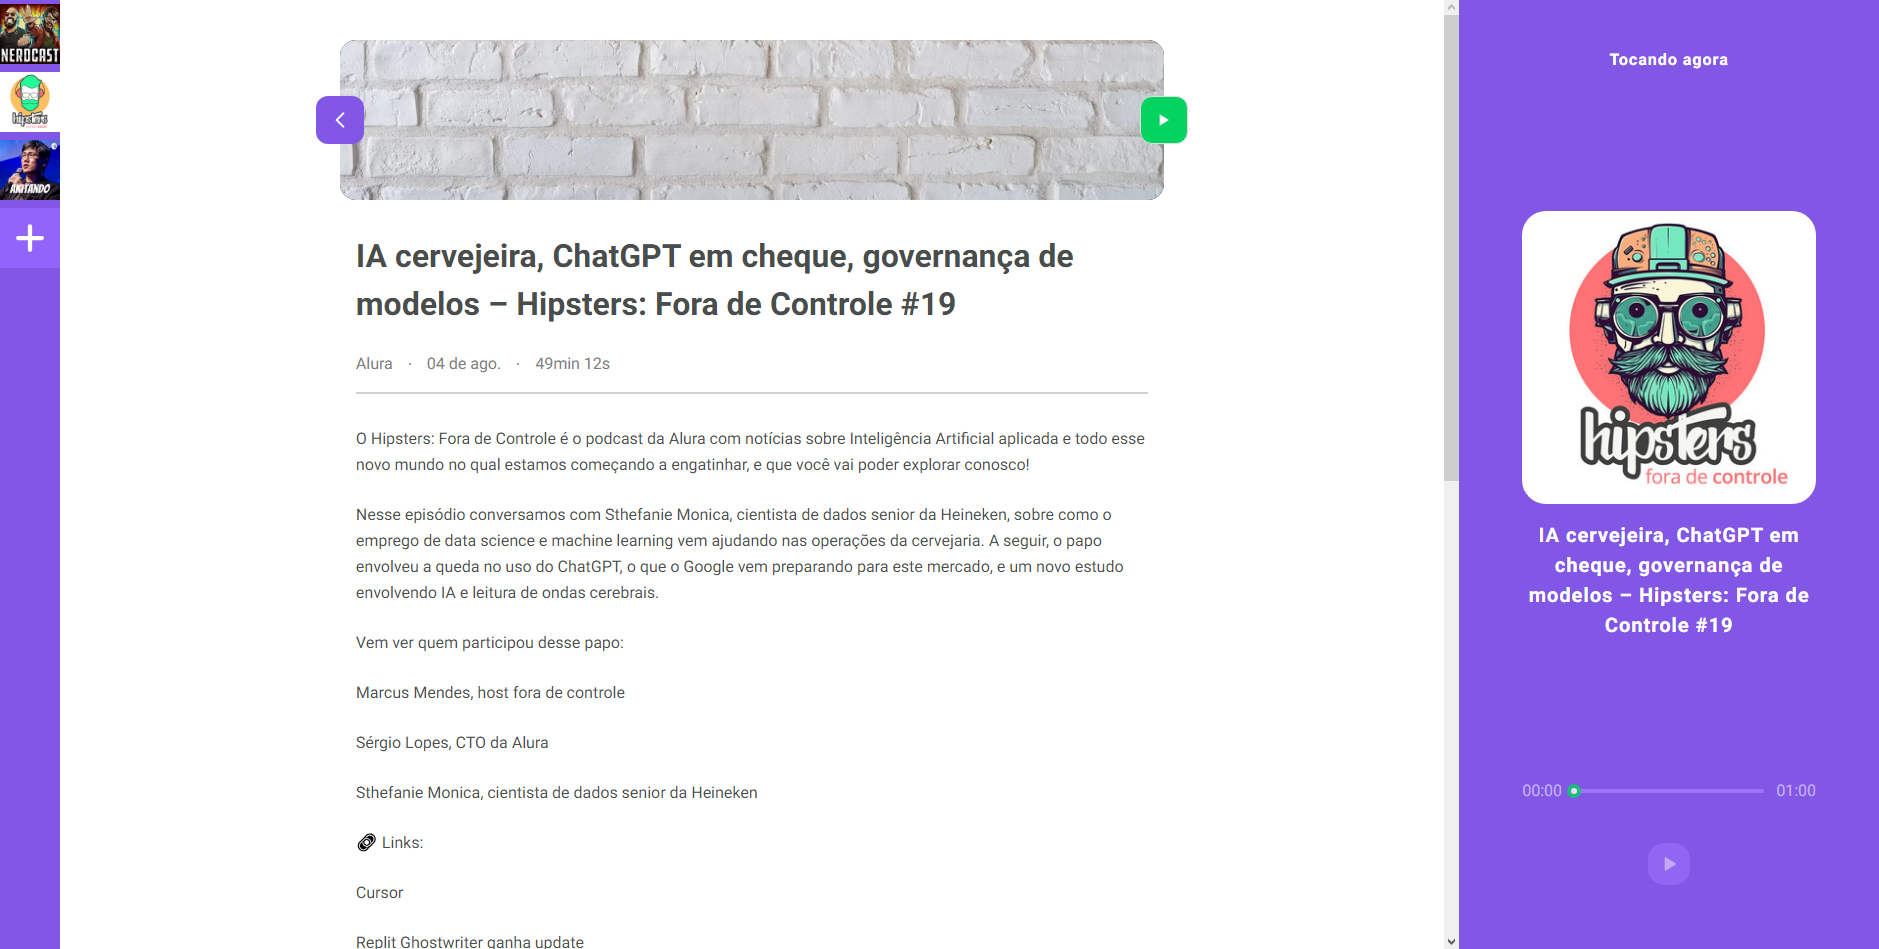 NERDCAST
hipsters
AKITANDO
IA cervejeira, ChatGPT em cheque, governança de
modelos – Hipsters: Fora de Controle #19
Alura · 04 de ago. · 49min 12s
O Hipsters: Fora de Controle é o podcast da Alura com notícias sobre Inteligência Artificial aplicada e todo esse
novo mundo no qual estamos começando a engatinhar, e que você vai poder explorar conosco!
Nesse episódio conversamos com Sthefanie Monica, cientista de dados senior da Heineken, sobre como o
emprego de data science e machine learning vem ajudando nas operações da cervejaria. A seguir, o papo
envolveu a queda no uso do ChatGPT, o que o Google vem preparando para este mercado, e um novo estudo
envolvendo IA e leitura de ondas cerebrais.
Vem ver quem participou desse papo:
Marcus Mendes, host fora de controle
Sérgio Lopes, CTO da Alura
Sthefanie Monica, cientista de dados senior da Heineken
Links:
Cursor
Replit Ghostwriter ganha update
Tocando agora
hipsters
fora de controle
IA cervejeira, ChatGPT em
cheque, governança de
modelos – Hipsters: Fora de
Controle #19
00:00 01:00